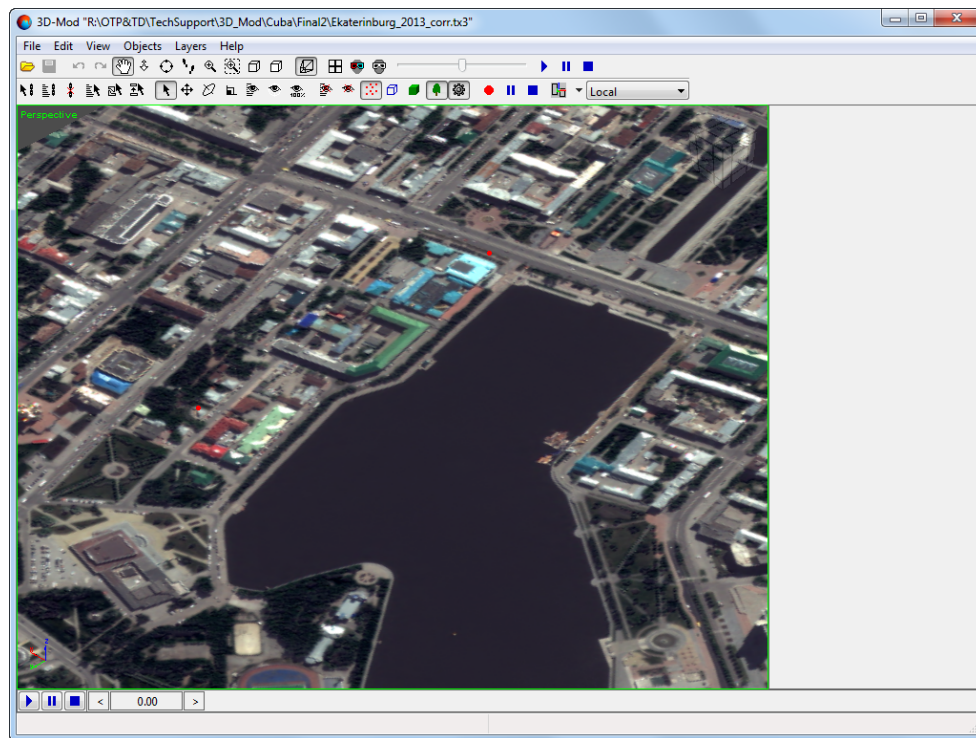 3D-Mod "R:\OTP&TD\TechSupport\3D_Mod\Cuba\Final2\Ekaterinburg_2013_corr.tx3"
File Edit View Objects Layers Help
100%
Local
Perspective
< 0.00 >